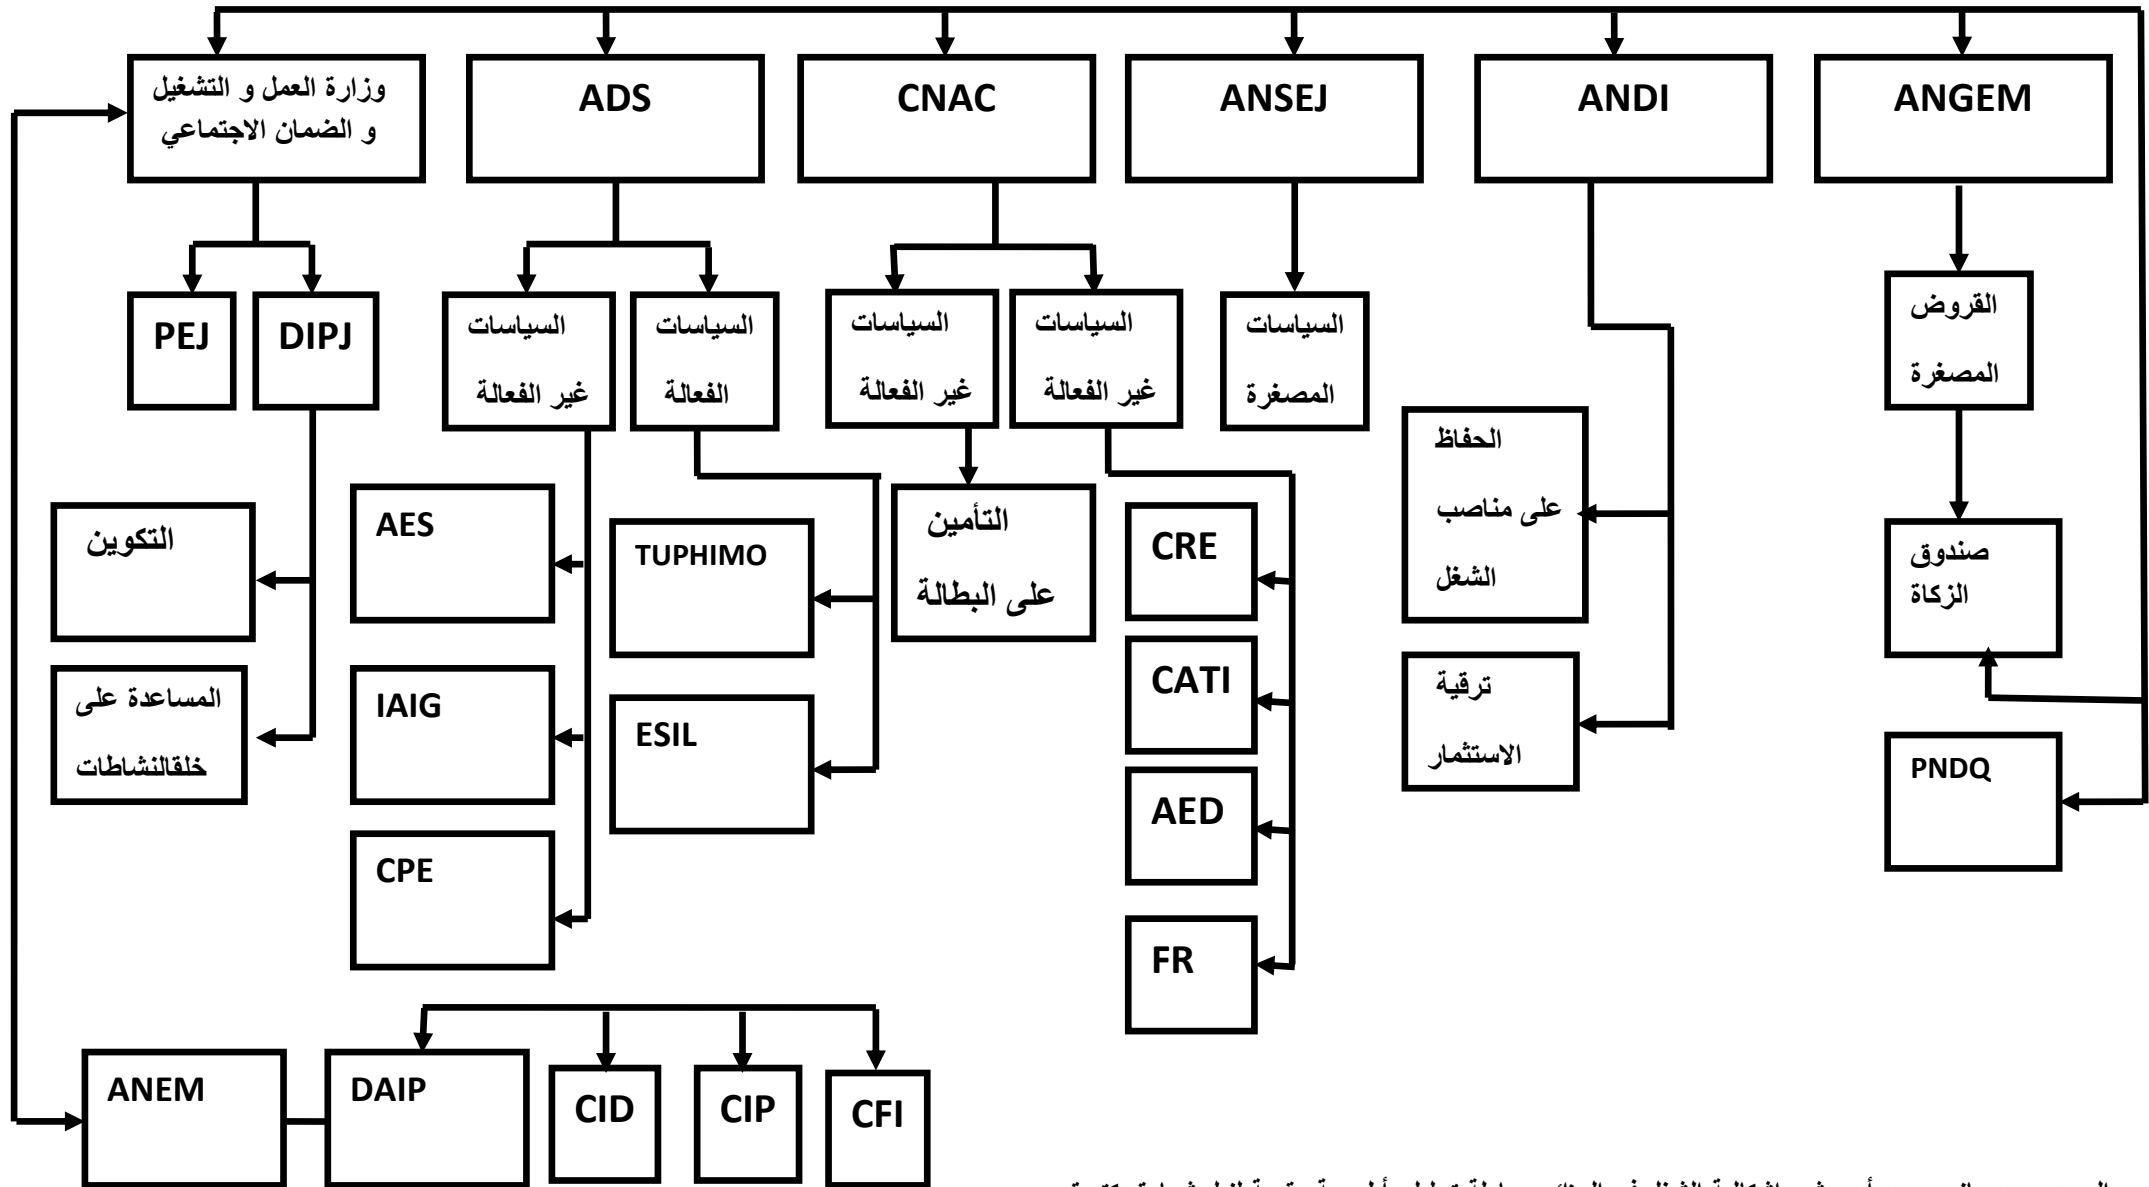 وزارة العمل و التشغيل
و الضمان الاجتماعي
ADS
CNAC
ANSEJ
ANDI
ANGEM
PEJ
DIPJ
السياسات
غير الفعالة
السياسات
الفعالة
السياسات
غير الفعالة
السياسات
غير الفعالة
السياسات
المصغرة
القروض
المصغرة
التكوين
المساعدة على
خلقالنشاطات
AES
IAIG
CPE
TUPHIMO
ESIL
التأمين
على البطالة
CRE
CATI
AED
FR
الحفاظ
على مناصب
الشغل
ترقية
الاستثمار
صندوق
الزكاة
PNDQ
ANEM
DAIP
CID
CIP
CFI